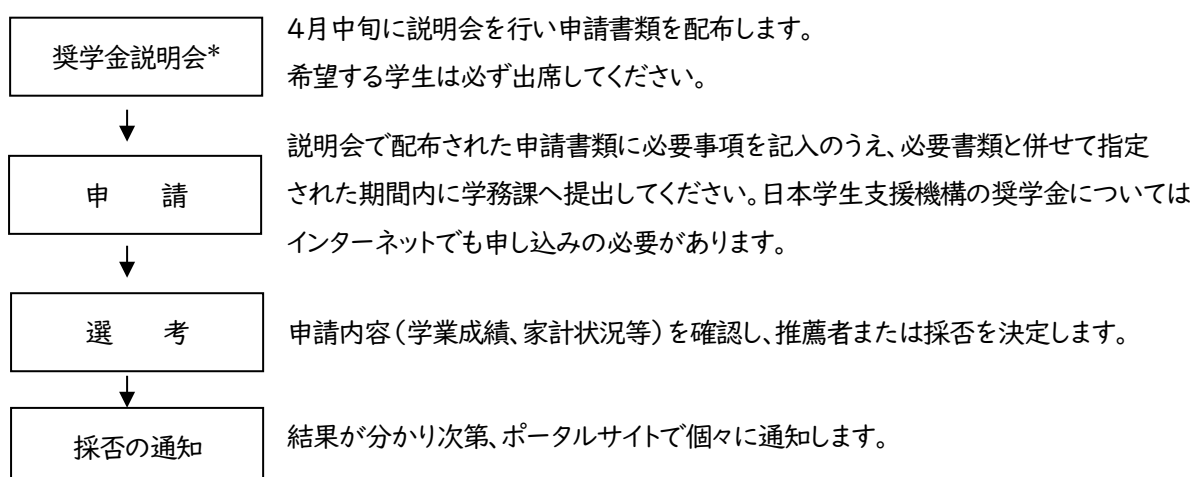 奨学金説明会*
4月中旬に説明会を行い申請書類を配布します。
希望する学生は必ず出席してください。
申　　請
説明会で配布された申請書類に必要事項を記入のうえ、必要書類と併せて指定
された期間内に学務課へ提出してください。日本学生支援機構の奨学金については
インターネットでも申し込みの必要があります。
選　　考
申請内容（学業成績、家計状況等）を確認し、推薦者または採否を決定します。
採否の通知
結果が分かり次第、ポータルサイトで個々に通知します。